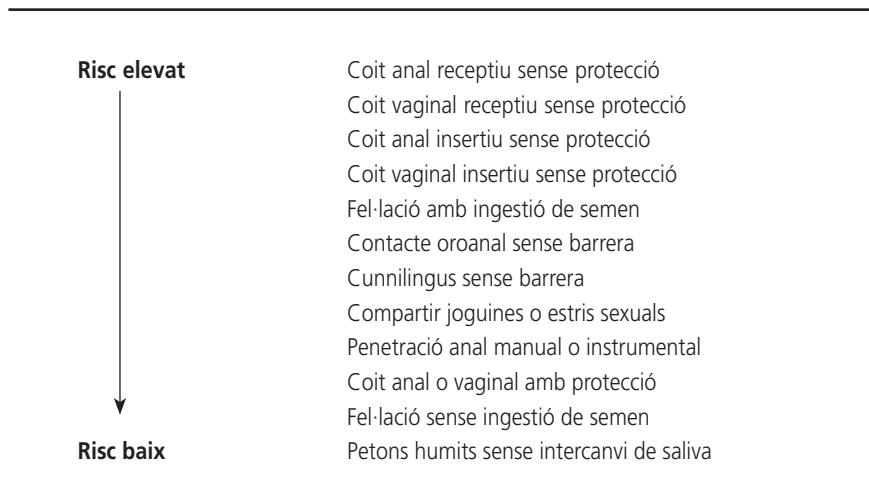 Risc elevat Coit anal receptiu sense protecció
Coit vaginal receptiu sense protecció
Coit anal insertiu sense protecció
Coit vaginal insertiu sense protecció
Fel·lació amb ingestió de semen
Contacte oroanal sense barrera
Cunnilingus sense barrera
Compartir joguines o estris sexuals
Penetració anal manual o instrumental
Coit anal o vaginal amb protecció
Fel·lació sense ingestió de semen
Risc baix Petons humits sense intercanvi de saliva